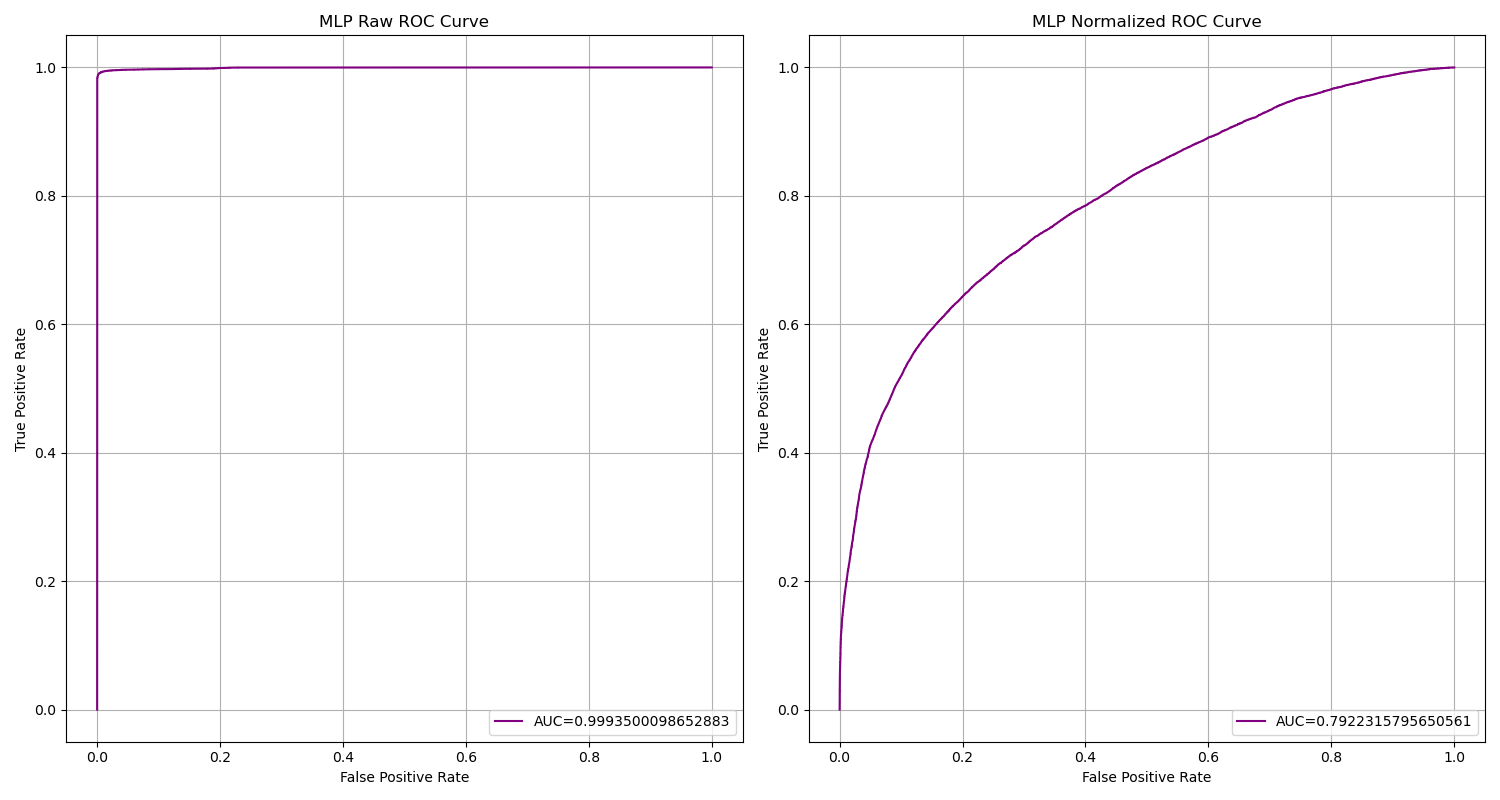 MLP Raw ROC Curve
True Positive Rate
1.0
0.8
0.6
0.4
0.2
0.0
0.0 0.2 0.4 0.6 0.8 1.0
False Positive Rate
AUC=0.9993500098652883
MLP Normalized ROC Curve
True Positive Rate
1.0
0.8
0.6
0.4
0.2
0.0
0.0 0.2 0.4 0.6 0.8 1.0
False Positive Rate
AUC=0.7922315795650561